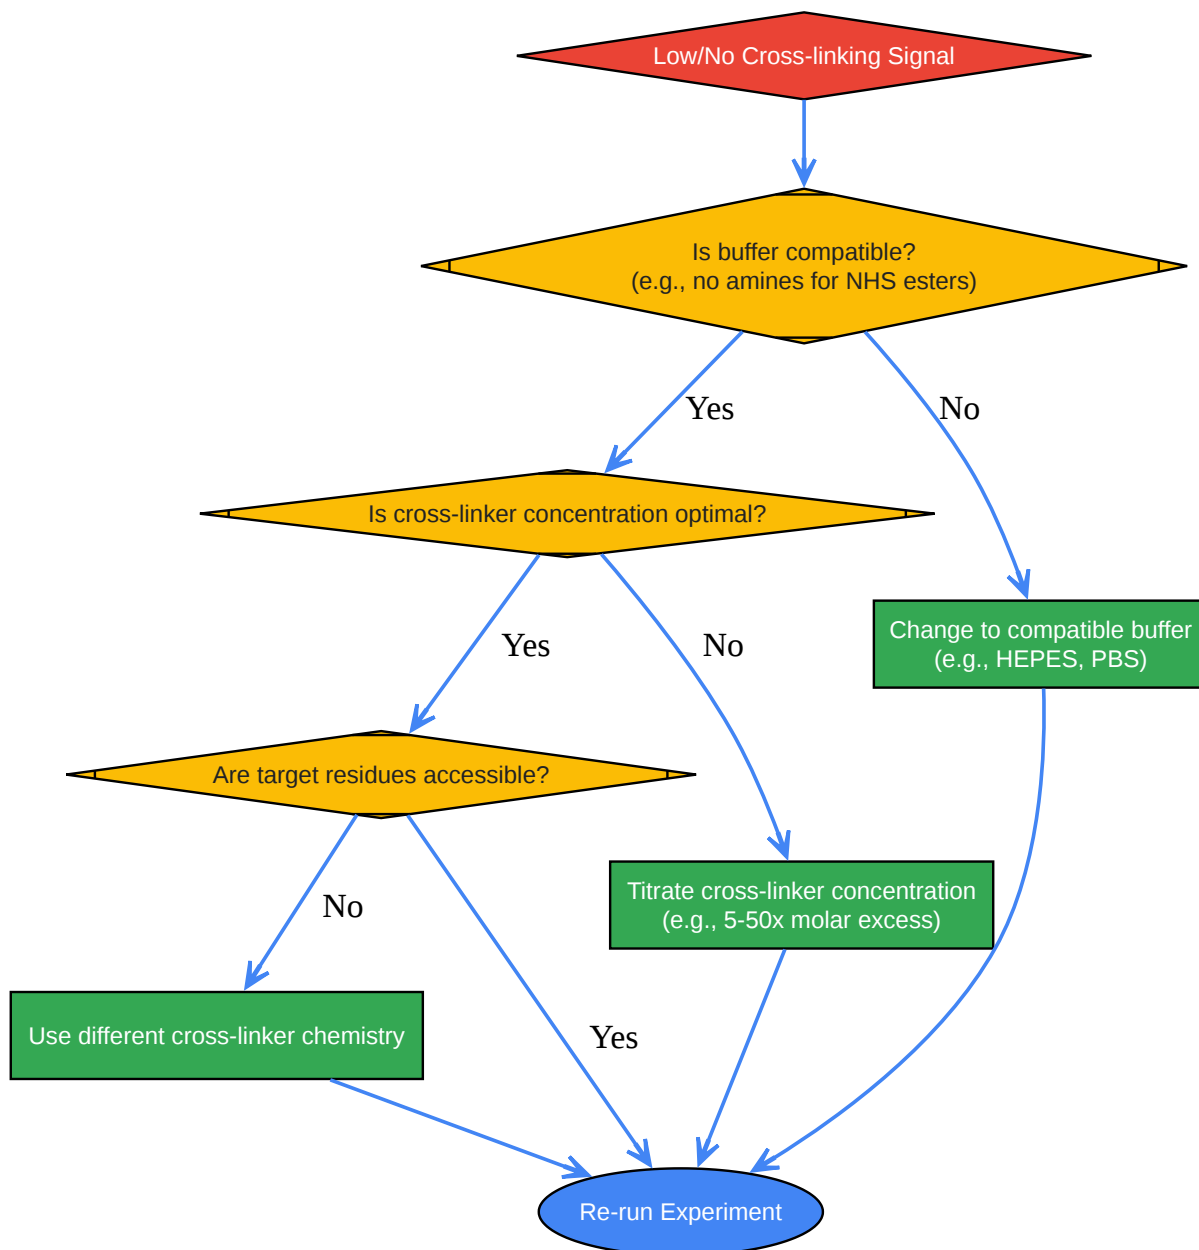 Low/No Cross-linking Signal
Is buffer compatible?
(e.g., no amines for NHS esters)
Yes
No
Is cross-linker concentration optimal?
Change to compatible buffer
(e.g., HEPES, PBS)
Yes
No
Are target residues accessible?
Titrate cross-linker concentration
(e.g., 5-50x molar excess)
No
Use different cross-linker chemistry
Yes
Re-run Experiment